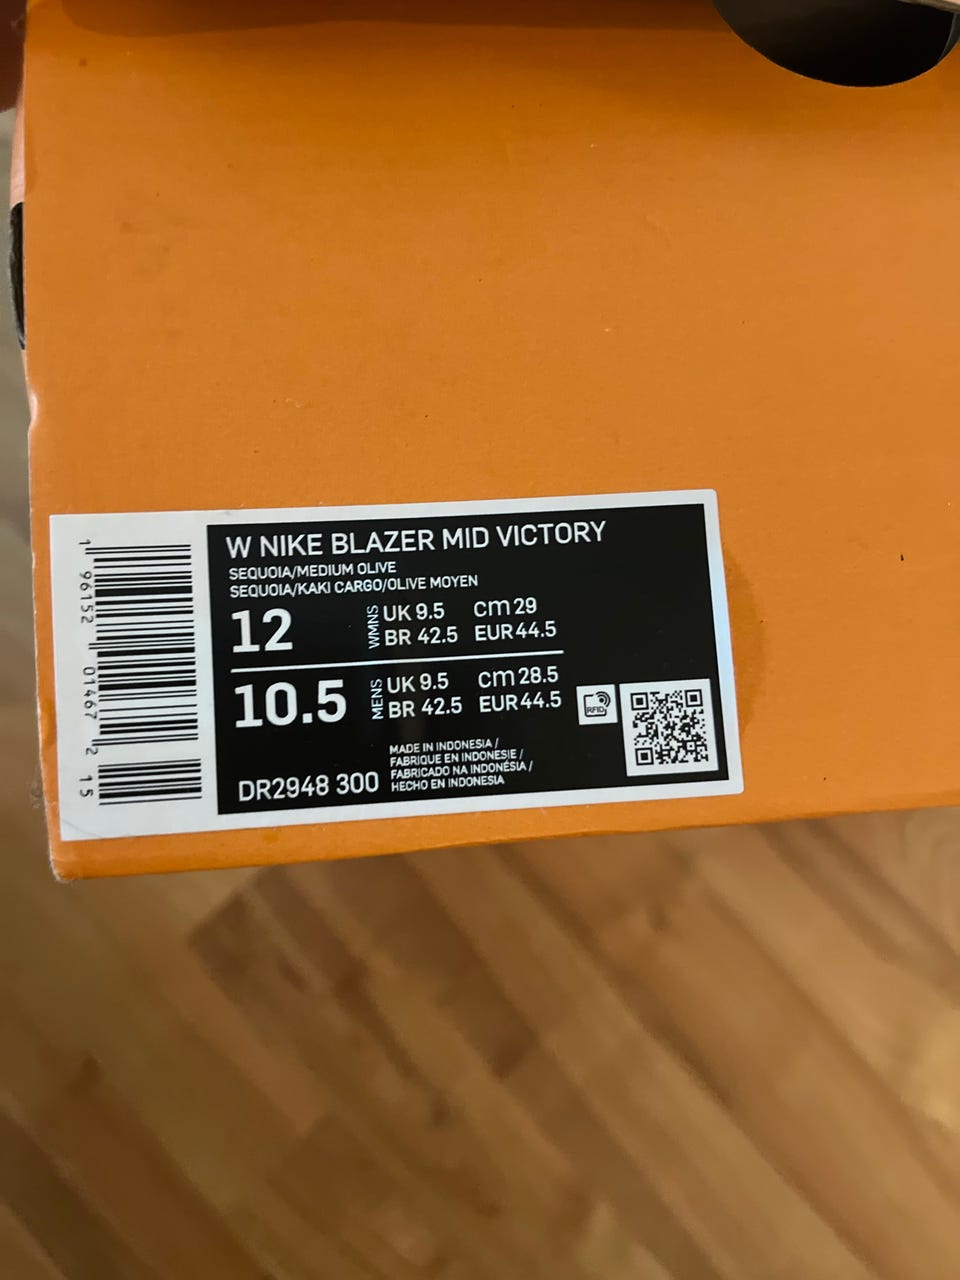 W NIKE BLAZER MID VICTORY
SEQUOIA/MEDIUM OLIVE
SEQUOIA/KAKI CARGO/OLIVE MOYEN
12 WMNS UK 9.5 cm 29
BR 42.5 EUR 44.5
10.5 MENS UK 9.5 cm 28.5
BR 42.5 EUR 44.5
RFID
DR2948 300
MADE IN INDONESIA /
FABRIQUE EN INDONESIE /
FABRICADO NA INDONÉSIA /
HECHO EN INDONESIA
1 96152 01467 2 15